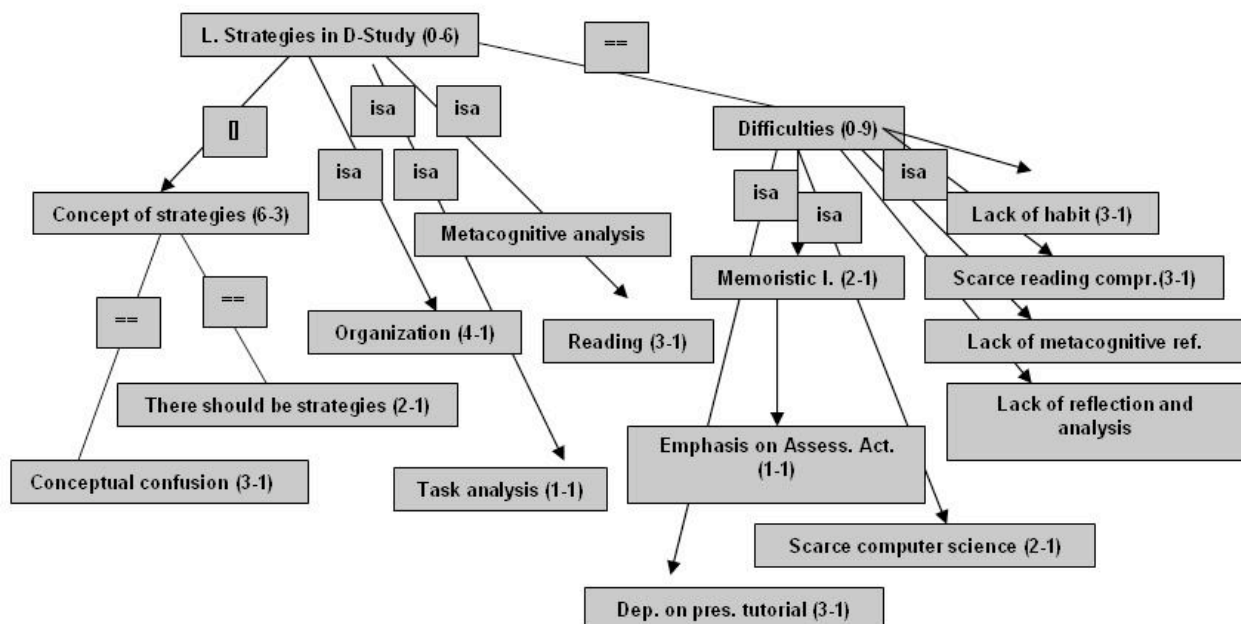 L. Strategies in D-Study (0-6)
==
isa
isa
[]
Difficulties (0-9)
isa
isa
isa
isa
isa
Concept of strategies (6-3)
Metacognitive analysis
Lack of habit (3-1)
Memoristic l. (2-1)
Scarce reading compr.(3-1)
==
==
Organization (4-1)
Reading (3-1)
Lack of metacognitive ref.
There should be strategies (2-1)
Lack of reflection and
analysis
Emphasis on Assess. Act.
(1-1)
Conceptual confusion (3-1)
Task analysis (1-1)
Scarce computer science (2-1)
Dep. on pres. tutorial (3-1)